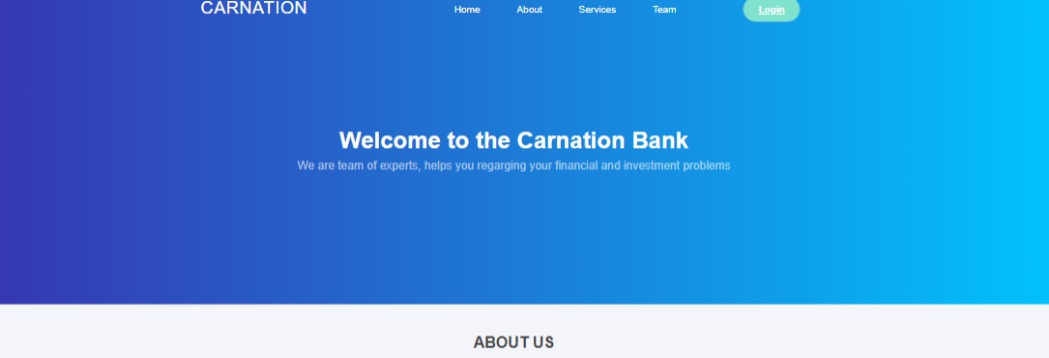 CARNATION Home About Services Team Login
Welcome to the Carnation Bank
We are team of experts, helps you regarging your financial and investment problems
ABOUT US